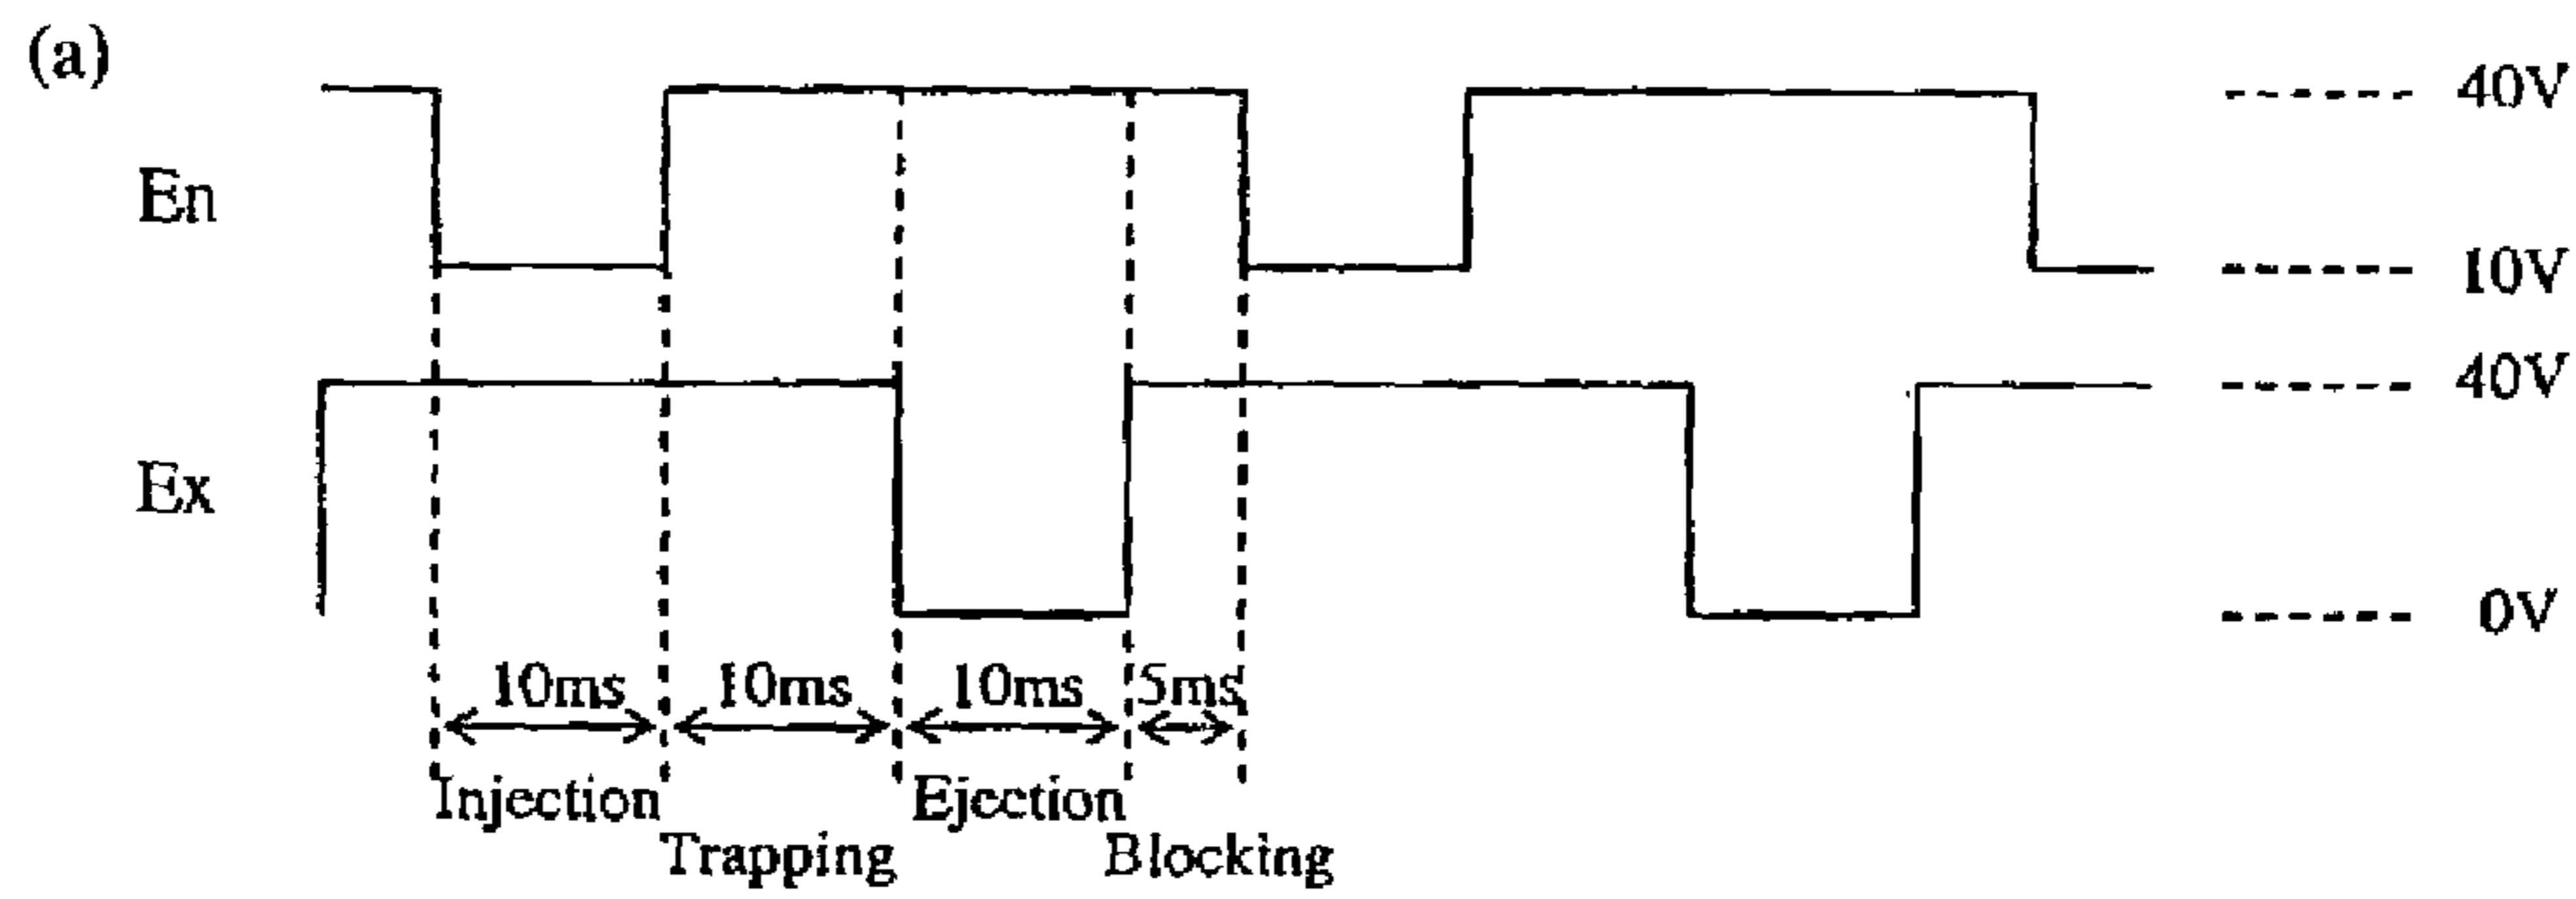 (a)
En
40V
10V
Ex
40V
0V
10ms 10ms 10ms 5ms
Injection Ejection
Trapping Blocking